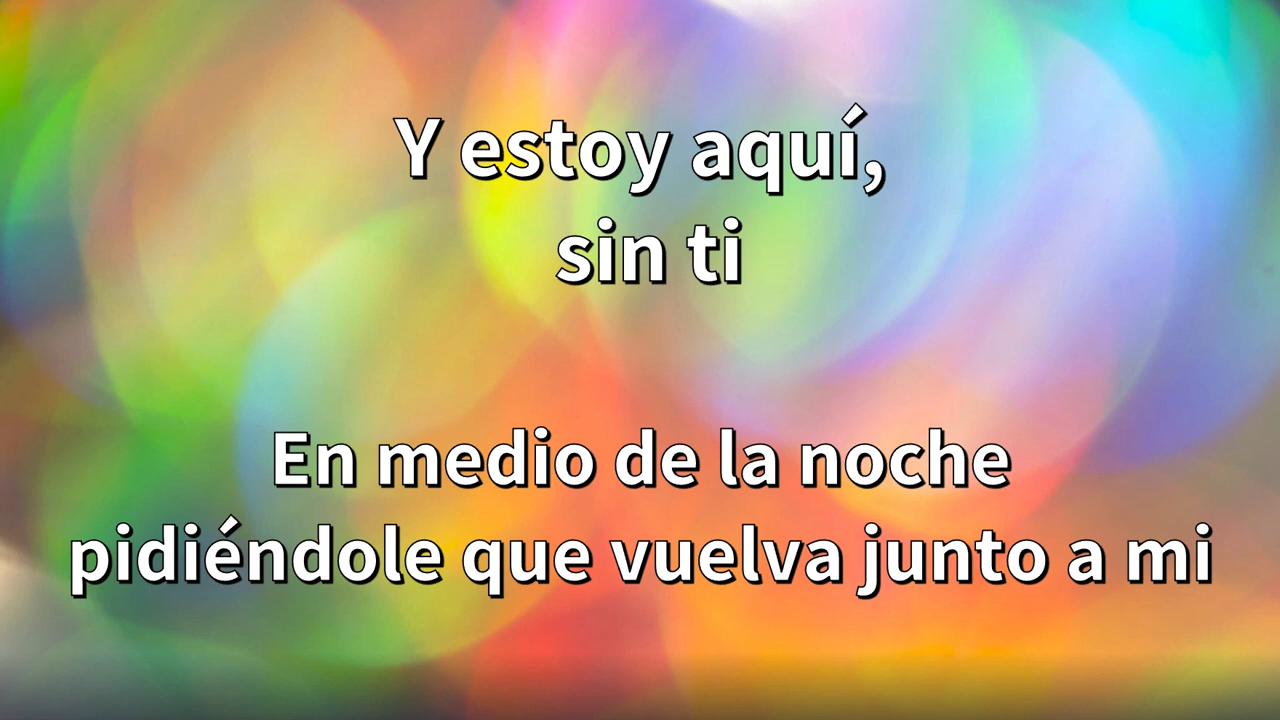 Y estoy aquí,
sin ti
En medio de la noche
pidiéndole que vuelva junto a mi